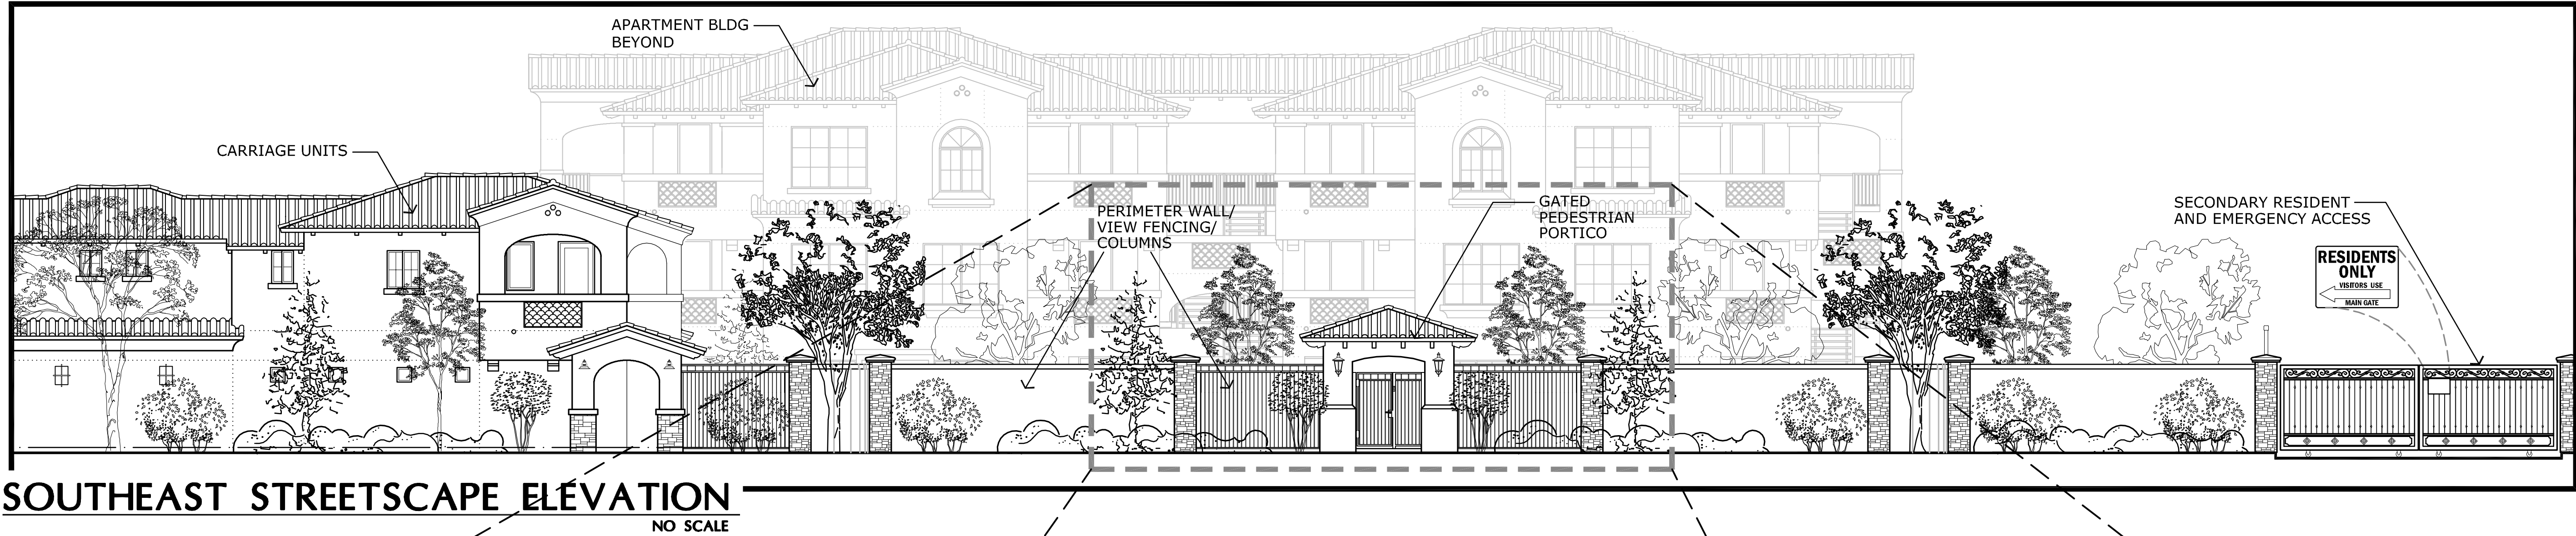 APARTMENT BLDG
BEYOND
CARRIAGE UNITS
PERIMETER WALL/
VIEW FENCING/
COLUMNS
GATED
PEDESTRIAN
PORTICO
SECONDARY RESIDENT
AND EMERGENCY ACCESS
RESIDENTS
ONLY
VISITORS USE
MAIN GATE
SOUTHEAST STREETSCAPE ELEVATION
NO SCALE